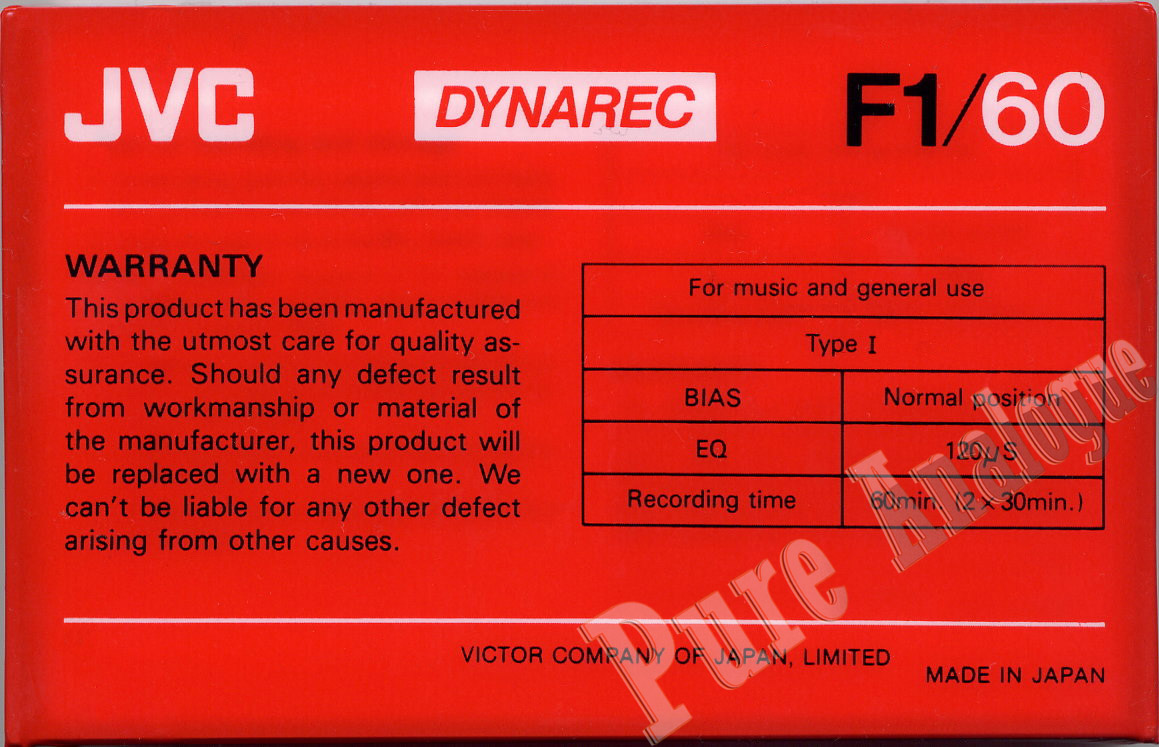 JVC DYNAREC F1/60
WARRANTY
This product has been manufactured
with the utmost care for quality as-
surance. Should any defect result
from workmanship or material of
the manufacturer, this product will
be replaced with a new one. We
can't be liable for any other defect
arising from other causes.
For music and general use
Type I
BIAS Normal position
EQ 120μS
Recording time 60min. (2 x 30min.)
VICTOR COMPANY OF JAPAN, LIMITED
MADE IN JAPAN
Pure Analogue